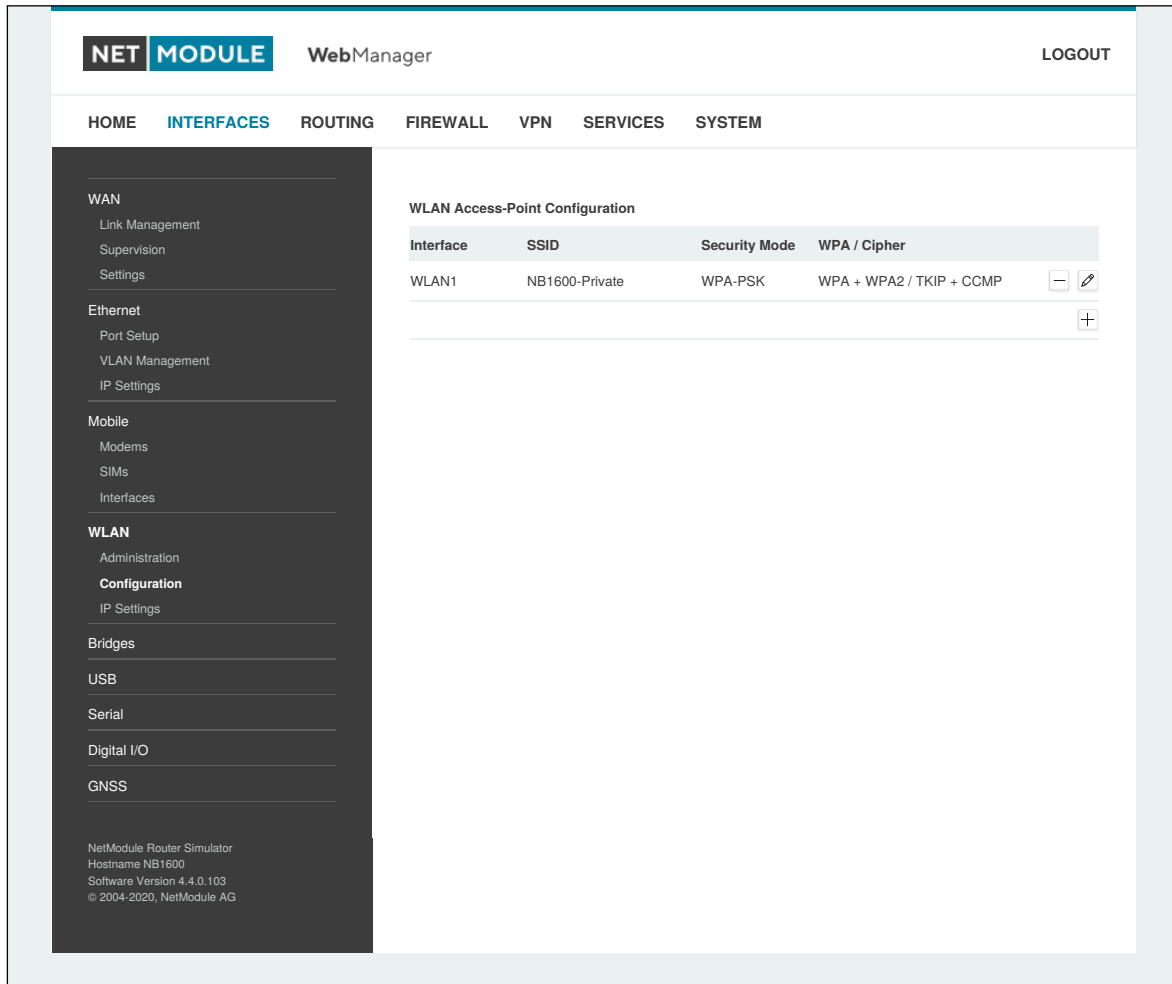 NET MODULE WebManager LOGOUT
HOME INTERFACES ROUTING FIREWALL VPN SERVICES SYSTEM
WAN
Link Management
Supervision
Settings
Ethernet
Port Setup
VLAN Management
IP Settings
Mobile
Modems
SIMs
Interfaces
WLAN
Administration
Configuration
IP Settings
Bridges
USB
Serial
Digital I/O
GNSS
NetModule Router Simulator
Hostname NB1600
Software Version 4.4.0.103
© 2004-2020, NetModule AG
WLAN Access-Point Configuration
Interface SSID Security Mode WPA / Cipher
WLAN1 NB1600-Private WPA-PSK WPA + WPA2 / TKIP + CCMP